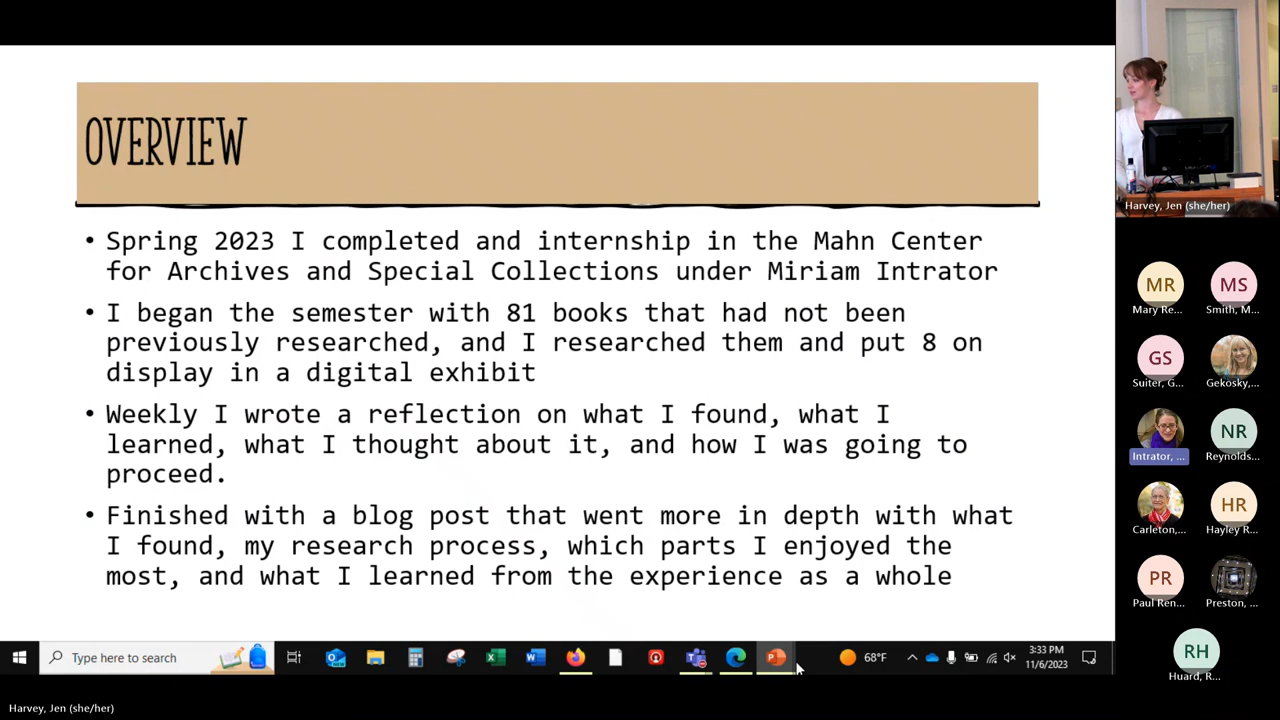 OVERVIEW
• Spring 2023 I completed and internship in the Mahn Center
for Archives and Special Collections under Miriam Intrator
• I began the semester with 81 books that had not been
previously researched, and I researched them and put 8 on
display in a digital exhibit
• Weekly I wrote a reflection on what I found, what I
learned, what I thought about it, and how I was going to
proceed.
• Finished with a blog post that went more in depth with what
I found, my research process, which parts I enjoyed the
most, and what I learned from the experience as a whole
Type here to search
68°F
3:33 PM
11/6/2023
Harvey, Jen (she/her)
Harvey, Jen (she/her)
MR
Mary Re...
MS
Smith, M...
GS
Suiter, G...
Gekosky,...
Intrator, ...
NR
Reynolds...
Carleton,...
HR
Hayley R...
PR
Paul Ren...
Preston, ...
RH
Huard, R...